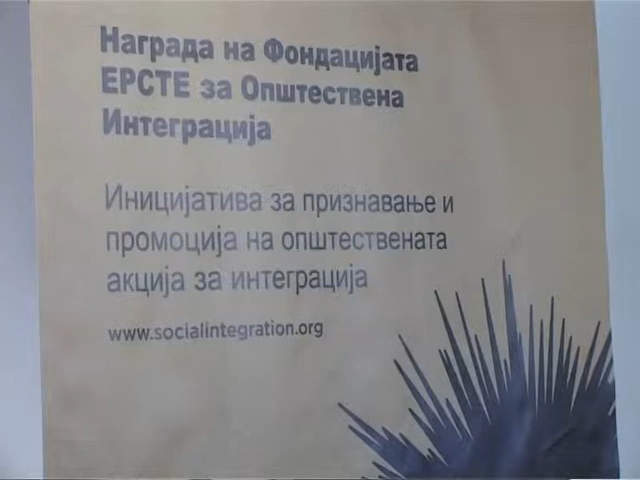 Награда на Фондацијата
ЕРСТЕ за Општествена
Интеграција
Иницијатива за признавање и
промоција на општествената
акција за интеграција
www.socialintegration.org